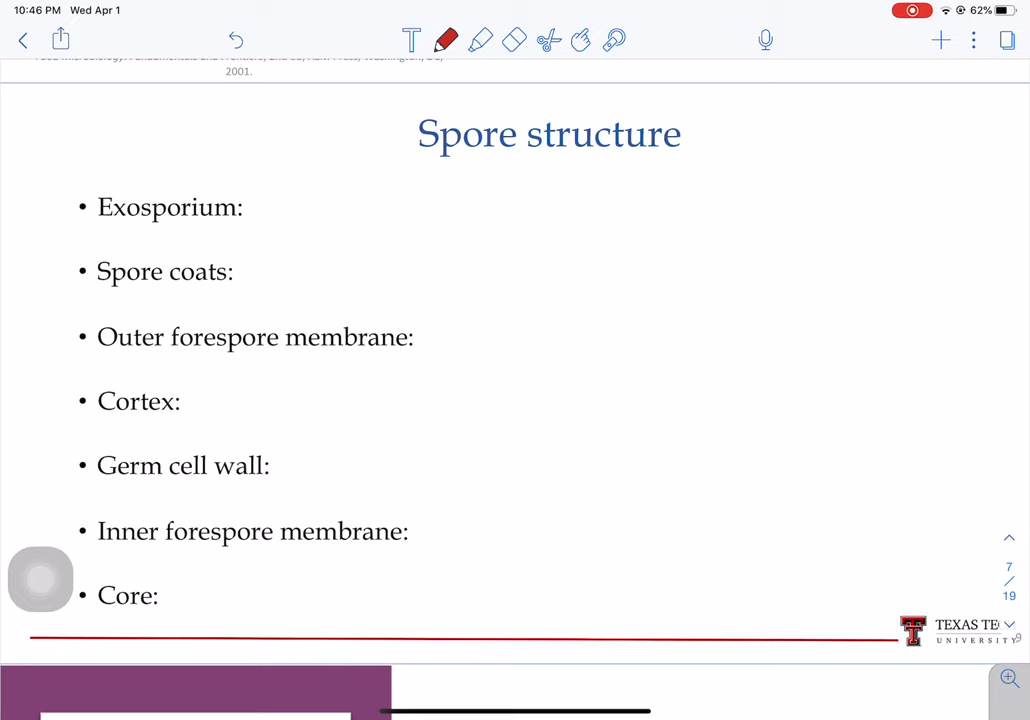 10:46 PM Wed Apr 1
62%
2001.
Spore structure
• Exosporium:
• Spore coats:
• Outer forespore membrane:
• Cortex:
• Germ cell wall:
• Inner forespore membrane:
• Core:
7
/
19
TEXAS TE
UNIVERSITY
9